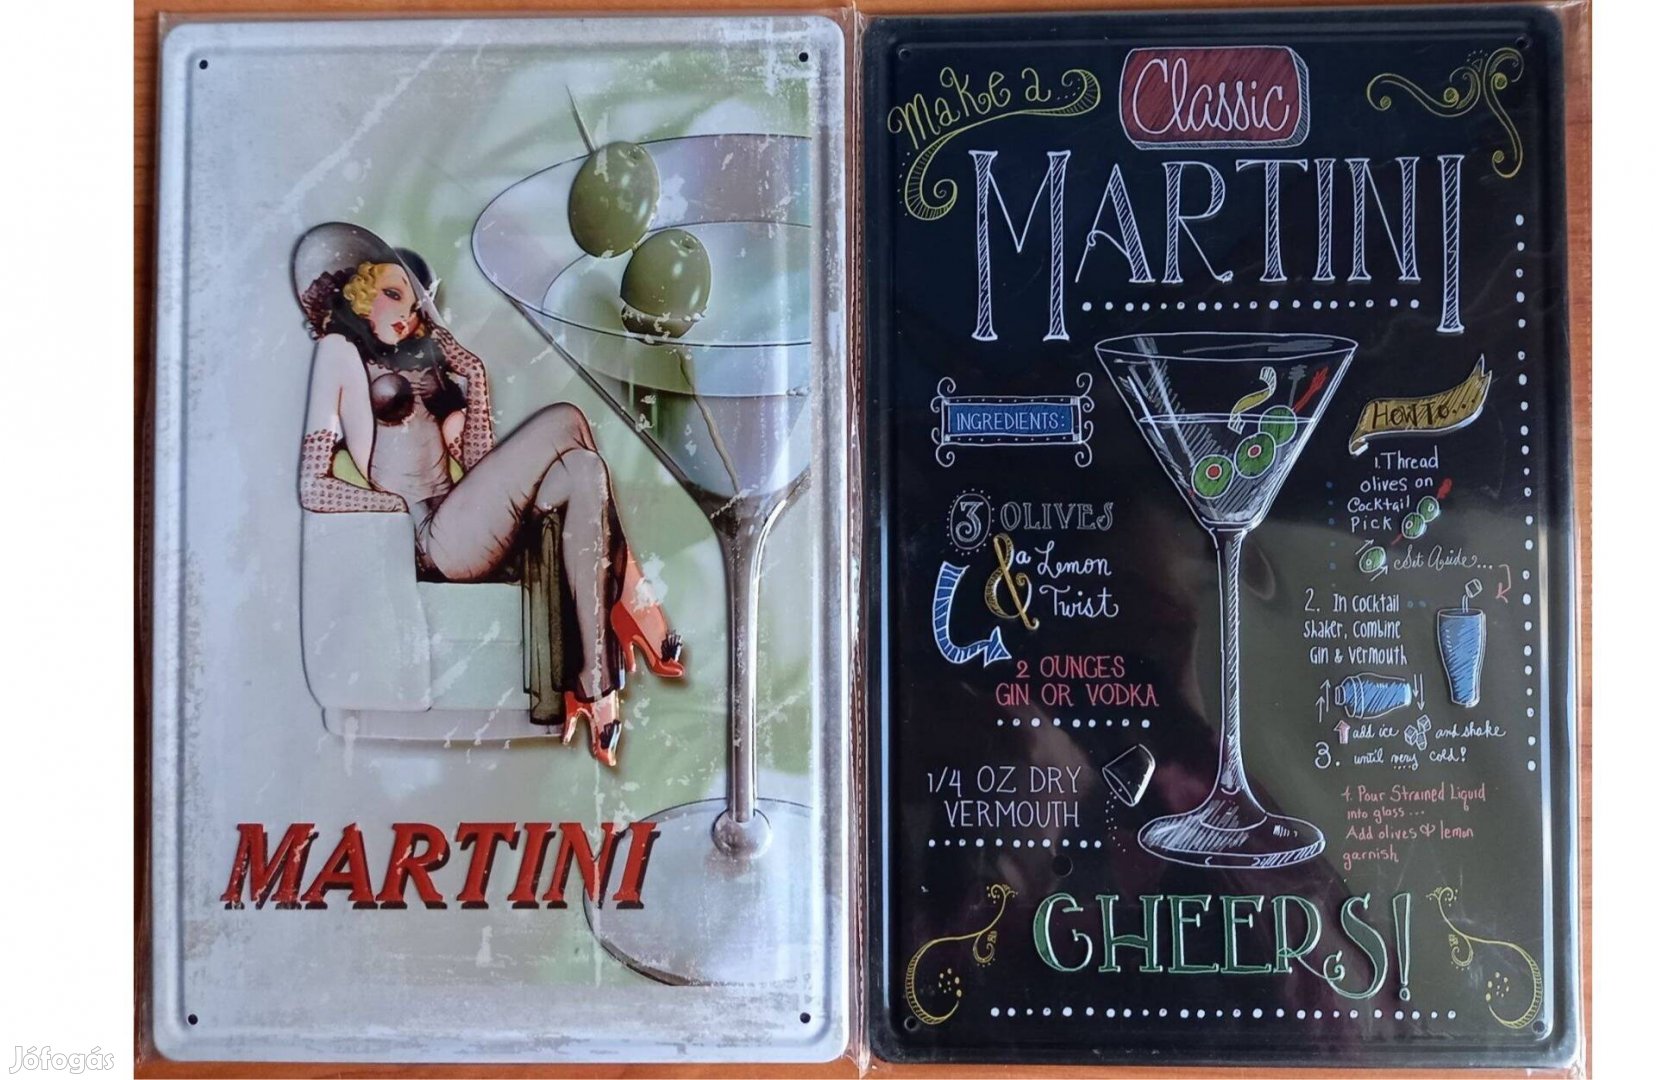 MARTINI
Make a
Classic
MARTINI
INGREDIENTS:
3 OLIVES
& a Lemon
Twist
2 OUNCES
GIN OR VODKA
1/4 OZ DRY
VERMOUTH
HOW TO...
1. Thread
olives on
Cocktail
Pick
Set Aside...
2. In cocktail
shaker, combine
Gin & vermouth
add ice and shake
3. until very cold!
4. Pour Strained Liquid
into glass...
Add olives & lemon
garnish
CHEERS!
Jófogás